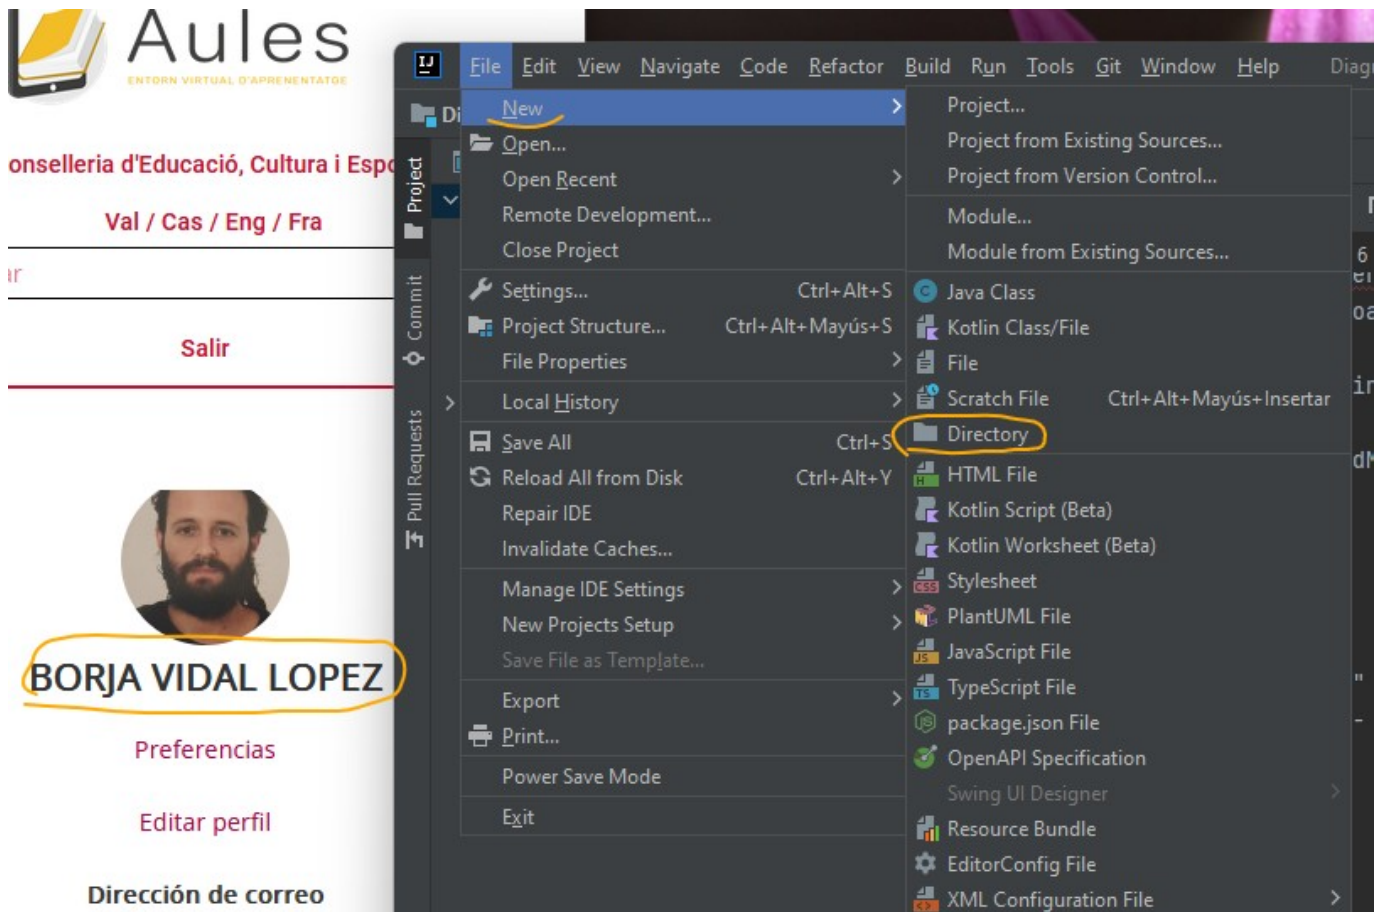 Aules
ENTORN VIRTUAL D'APRENENTATGE
onselleria d'Educació, Cultura i Espo
Val / Cas / Eng / Fra
ar
Salir
BORJA VIDAL LOPEZ
Preferencias
Editar perfil
Dirección de correo
IJ File Edit View Navigate Code Refactor Build Run Tools Git Window Help Diagr
Di
Project
Commit
Pull Requests
New
Open...
Open Recent
Remote Development...
Close Project
Settings... Ctrl+Alt+S
Project Structure... Ctrl+Alt+Mayús+S
File Properties
Local History
Save All Ctrl+S
Reload All from Disk Ctrl+Alt+Y
Repair IDE
Invalidate Caches...
Manage IDE Settings
New Projects Setup
Save File as Template...
Export
Print...
Power Save Mode
Exit
Project...
Project from Existing Sources...
Project from Version Control...
Module...
Module from Existing Sources...
Java Class
Kotlin Class/File
File
Scratch File Ctrl+Alt+Mayús+Insertar
Directory
HTML File
Kotlin Script (Beta)
Kotlin Worksheet (Beta)
Stylesheet
PlantUML File
JavaScript File
TypeScript File
package.json File
OpenAPI Specification
Swing UI Designer
Resource Bundle
EditorConfig File
XML Configuration File
6
in
"
-